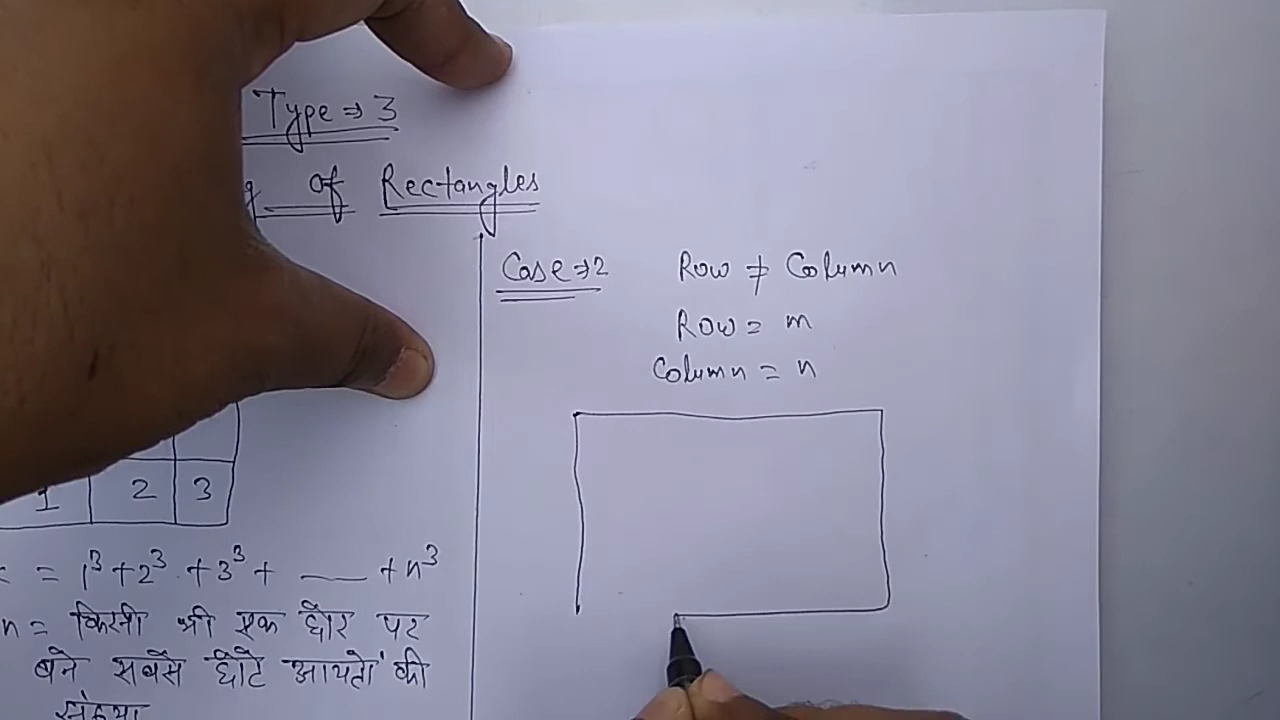 Type ⇒ 3
of Rectangles
1 2 3
= 1³ + 2³ + 3³ + ___ + n³
n = किसी भी एक छोर पर
बने सबसे छोटे आयतों की
संख्या
Case ⇒ 2 Row ≠ Column
Row = m
Column = n